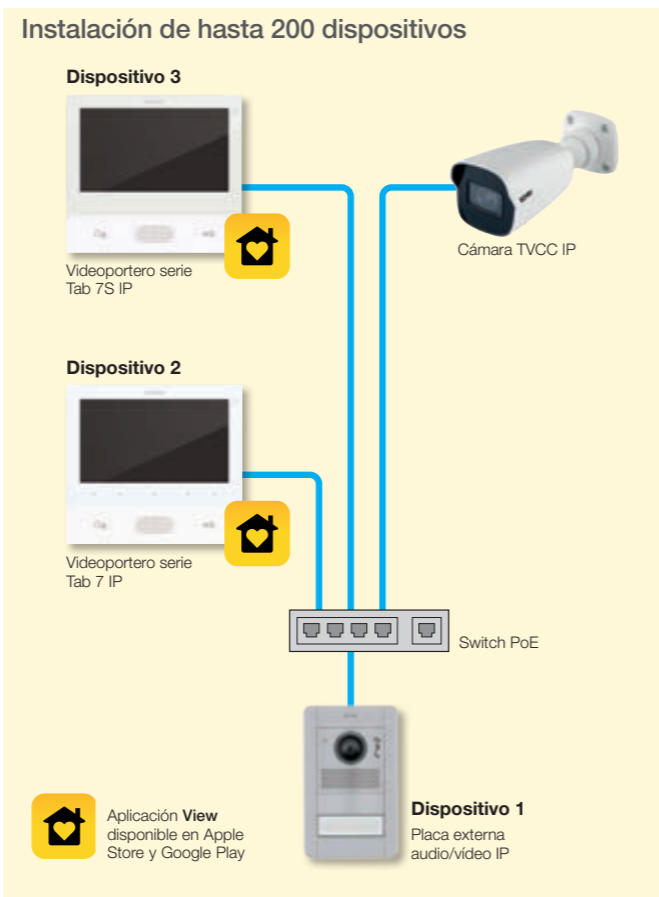 Instalación de hasta 200 dispositivos
Dispositivo 3
Videoportero serie
Tab 7S IP
Cámara TVCC IP
Dispositivo 2
Videoportero serie
Tab 7 IP
Switch PoE
Dispositivo 1
Placa externa
audio/vídeo IP
Aplicación View
disponible en Apple
Store y Google Play